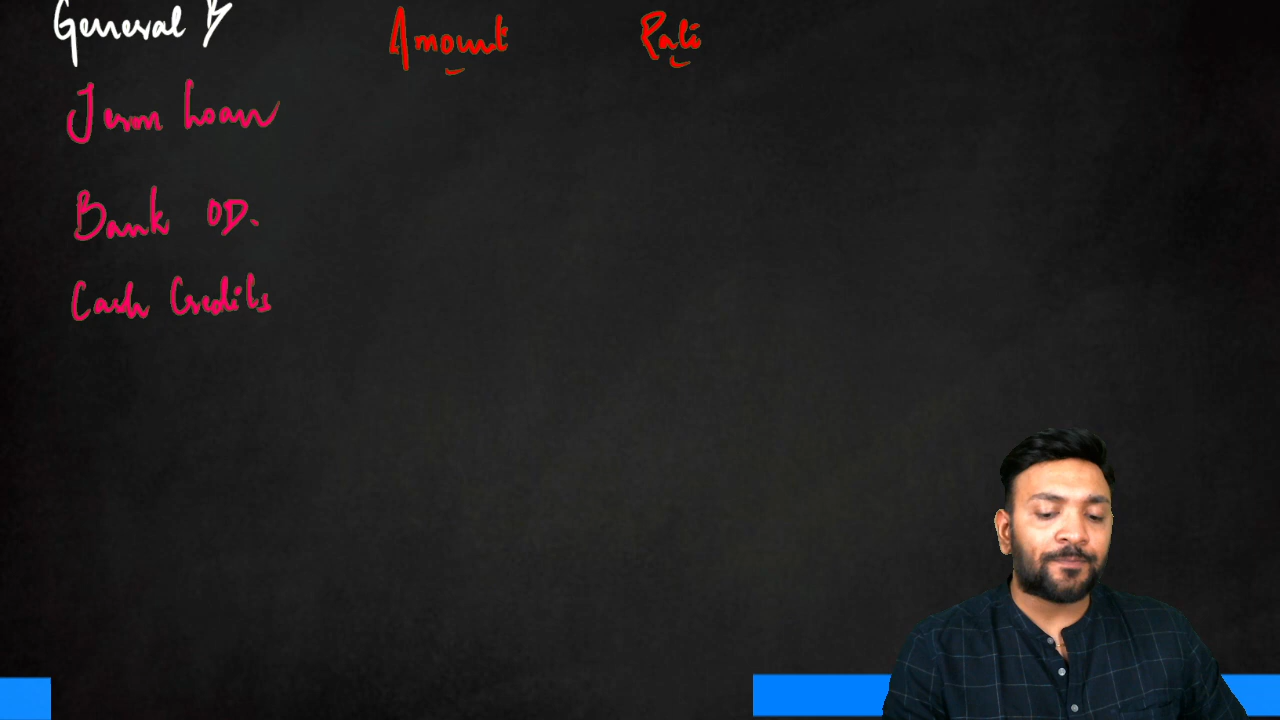 General B
Amount Rate
Term Loan
Bank OD.
Cash Credits